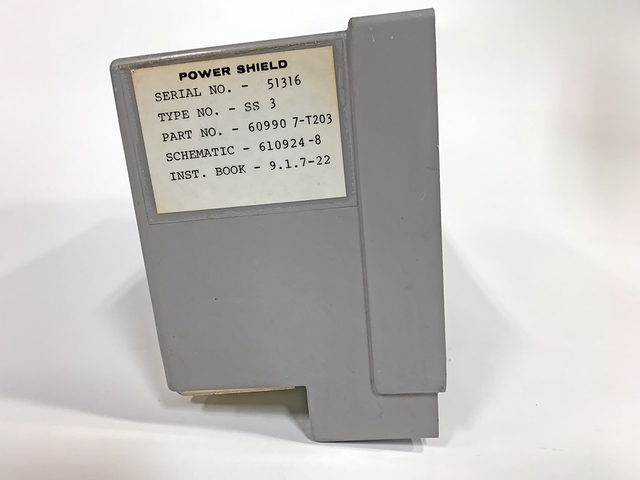 POWER SHIELD
SERIAL NO. - 51316
TYPE NO. - SS 3
PART NO. - 60990 7-T203
SCHEMATIC - 610924-8
INST. BOOK - 9.1.7-22